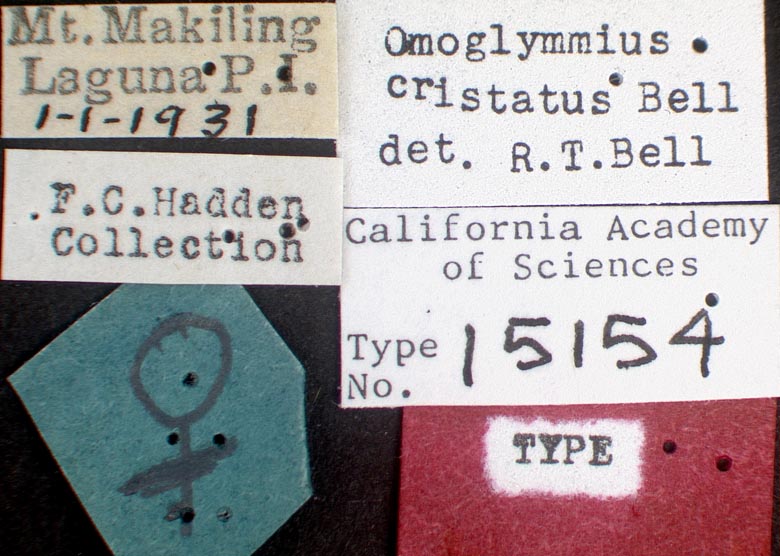 Mt. Makiling
Laguna P.I.
1-1-1931
F.C. Hadden
Collection
♀
Omoglymmius
cristatus Bell
det. R.T.Bell
California Academy
of Sciences
Type
No. 15154
TYPE